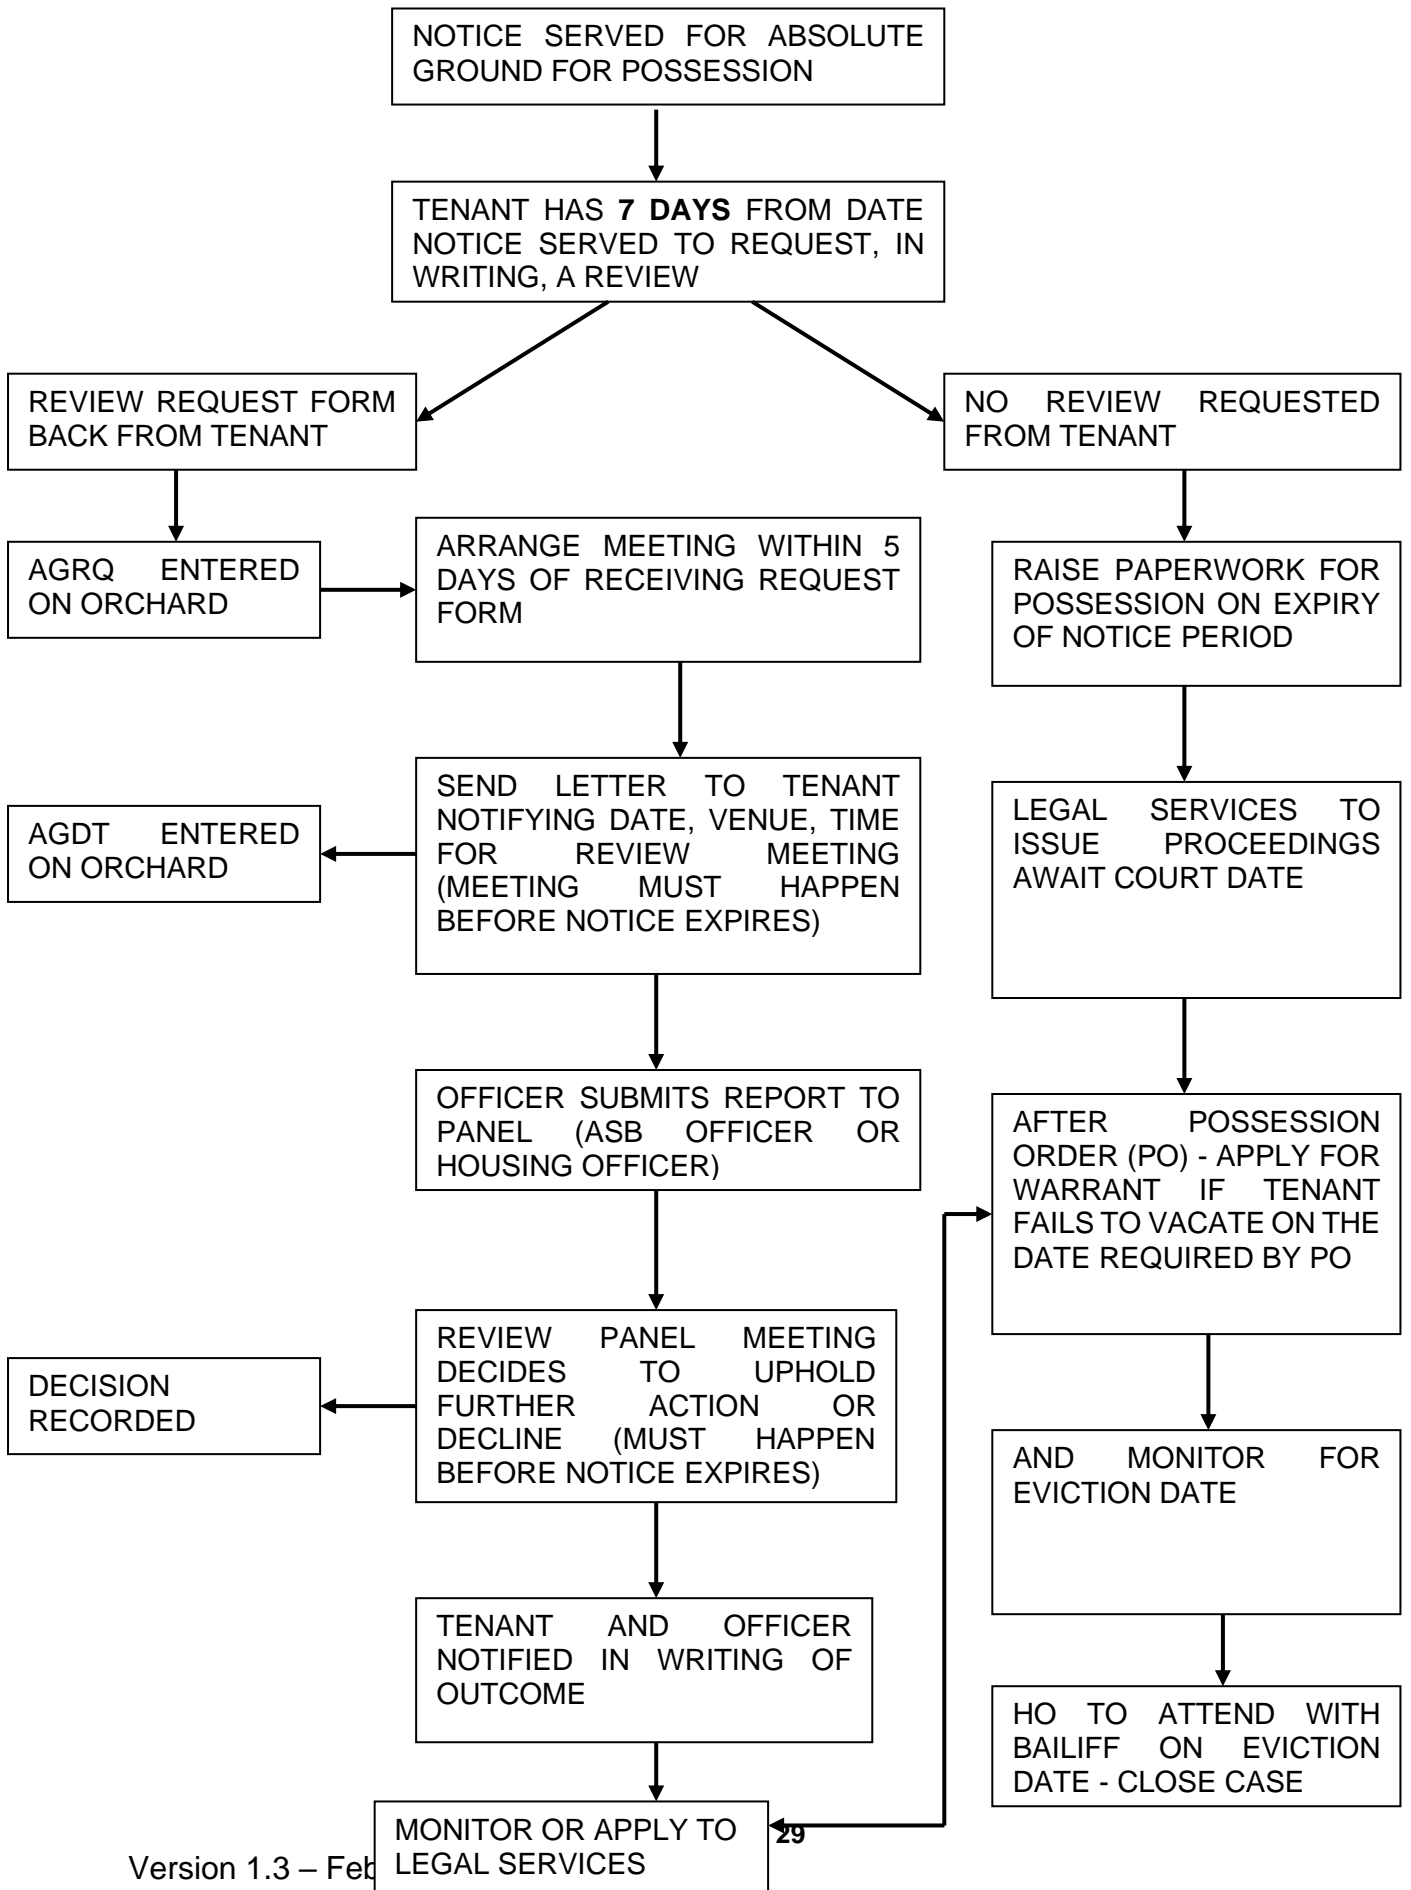 NOTICE SERVED FOR ABSOLUTE
GROUND FOR POSSESSION
TENANT HAS 7 DAYS FROM DATE
NOTICE SERVED TO REQUEST, IN
WRITING, A REVIEW
REVIEW REQUEST FORM
BACK FROM TENANT
NO REVIEW REQUESTED
FROM TENANT
AGRQ ENTERED
ON ORCHARD
ARRANGE MEETING WITHIN 5
DAYS OF RECEIVING REQUEST
FORM
RAISE PAPERWORK FOR
POSSESSION ON EXPIRY
OF NOTICE PERIOD
SEND LETTER TO TENANT
NOTIFYING DATE, VENUE, TIME
FOR REVIEW MEETING
(MEETING MUST HAPPEN
BEFORE NOTICE EXPIRES)
AGDT ENTERED
ON ORCHARD
LEGAL SERVICES TO
ISSUE PROCEEDINGS
AWAIT COURT DATE
OFFICER SUBMITS REPORT TO
PANEL (ASB OFFICER OR
HOUSING OFFICER)
AFTER POSSESSION
ORDER (PO) - APPLY FOR
WARRANT IF TENANT
FAILS TO VACATE ON THE
DATE REQUIRED BY PO
REVIEW PANEL MEETING
DECIDES TO UPHOLD
FURTHER ACTION OR
DECLINE (MUST HAPPEN
BEFORE NOTICE EXPIRES)
DECISION
RECORDED
AND MONITOR FOR
EVICTION DATE
TENANT AND OFFICER
NOTIFIED IN WRITING OF
OUTCOME
HO TO ATTEND WITH
BAILIFF ON EVICTION
DATE - CLOSE CASE
MONITOR OR APPLY TO
LEGAL SERVICES
29
Version 1.3 – Feb